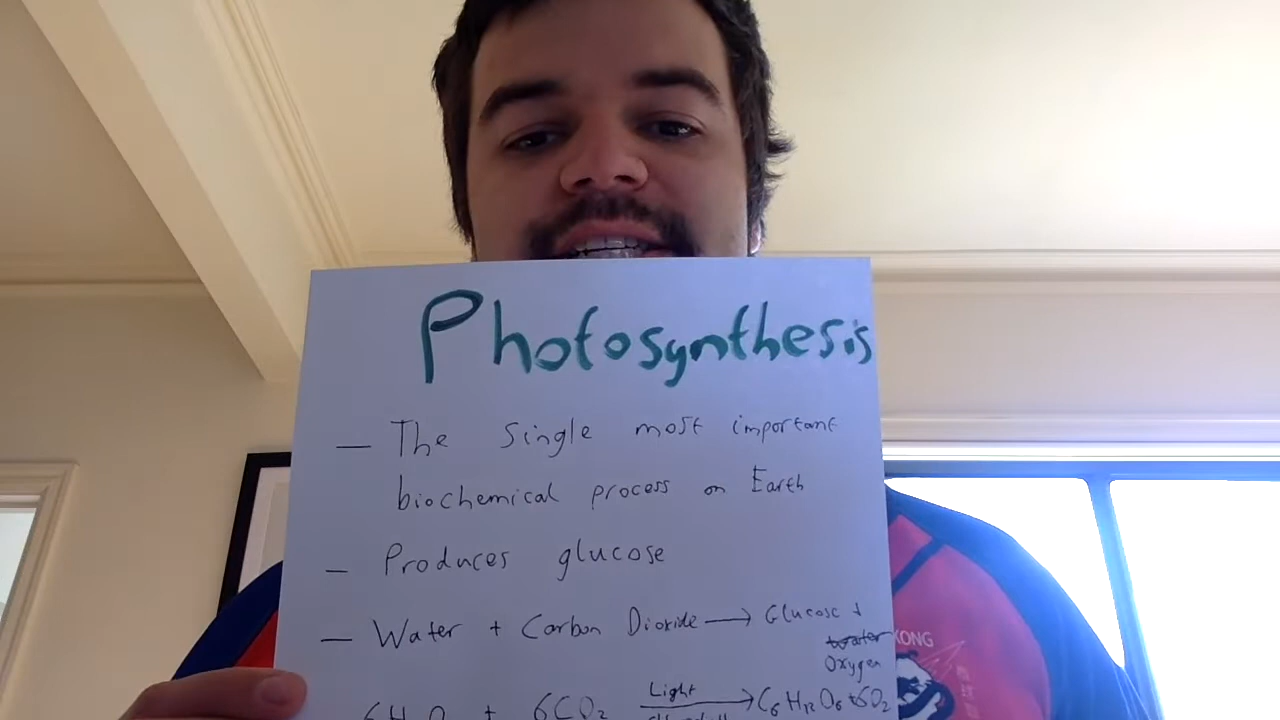 Photosynthesis
— The single most important
biochemical process on Earth
— Produces glucose
— Water + Carbon Dioxide → Glucose +
Oxygen
6H₂O + 6CO₂ Light → C₆H₁₂O₆ + 6O₂
KONG